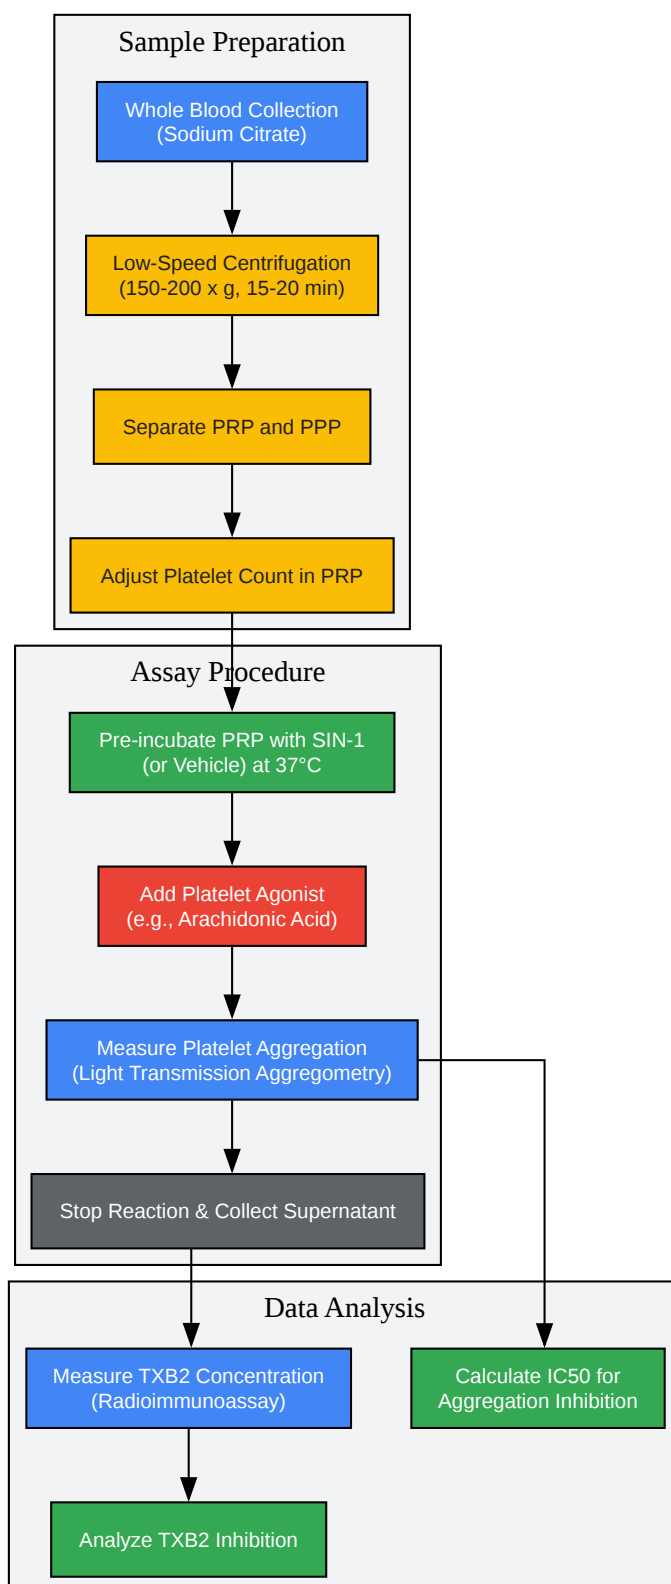 Sample Preparation
Whole Blood Collection
(Sodium Citrate)
Low-Speed Centrifugation
(150-200 x g, 15-20 min)
Separate PRP and PPP
Adjust Platelet Count in PRP
Assay Procedure
Pre-incubate PRP with SIN-1
(or Vehicle) at 37°C
Add Platelet Agonist
(e.g., Arachidonic Acid)
Measure Platelet Aggregation
(Light Transmission Aggregometry)
Stop Reaction & Collect Supernatant
Data Analysis
Measure TXB2 Concentration
(Radioimmunoassay)
Calculate IC50 for
Aggregation Inhibition
Analyze TXB2 Inhibition